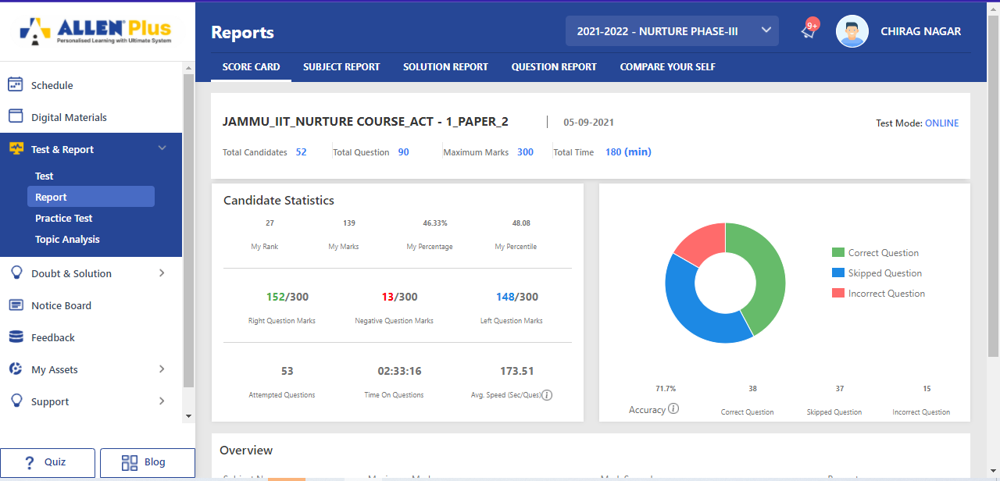 ALLEN Plus
Personalised Learning with Ultimate System
Schedule
Digital Materials
Test & Report
Test
Report
Practice Test
Topic Analysis
Doubt & Solution
Notice Board
Feedback
My Assets
Support
? Quiz
Blog
Reports
2021-2022 - NURTURE PHASE-III
9+
CHIRAG NAGAR
SCORE CARD SUBJECT REPORT SOLUTION REPORT QUESTION REPORT COMPARE YOUR SELF
JAMMU_IIT_NURTURE COURSE_ACT - 1_PAPER_2 | 05-09-2021
Test Mode: ONLINE
Total Candidates 52 Total Question 90 Maximum Marks 300 Total Time 180 (min)
Candidate Statistics
27 139 46.33% 48.08
My Rank My Marks My Percentage My Percentile
152/300 13/300 148/300
Right Question Marks Negative Question Marks Left Question Marks
53 02:33:16 173.51
Attempted Questions Time On Questions Avg. Speed (Sec/Ques) i
Correct Question
Skipped Question
Incorrect Question
71.7% 38 37 15
Accuracy i Correct Question Skipped Question Incorrect Question
Overview